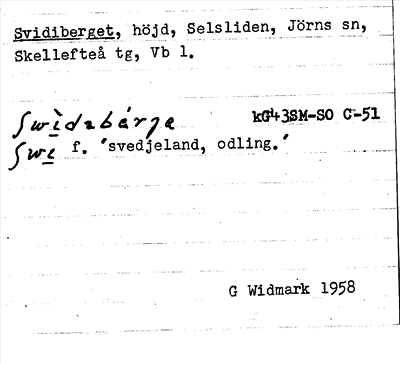 Svidiberget, höjd, Selsliden, Jörns sn,
Skellefteå tg, Vb l.
kG43SM-SO C-51
f. 'svedjeland, odling.'
G Widmark 1958